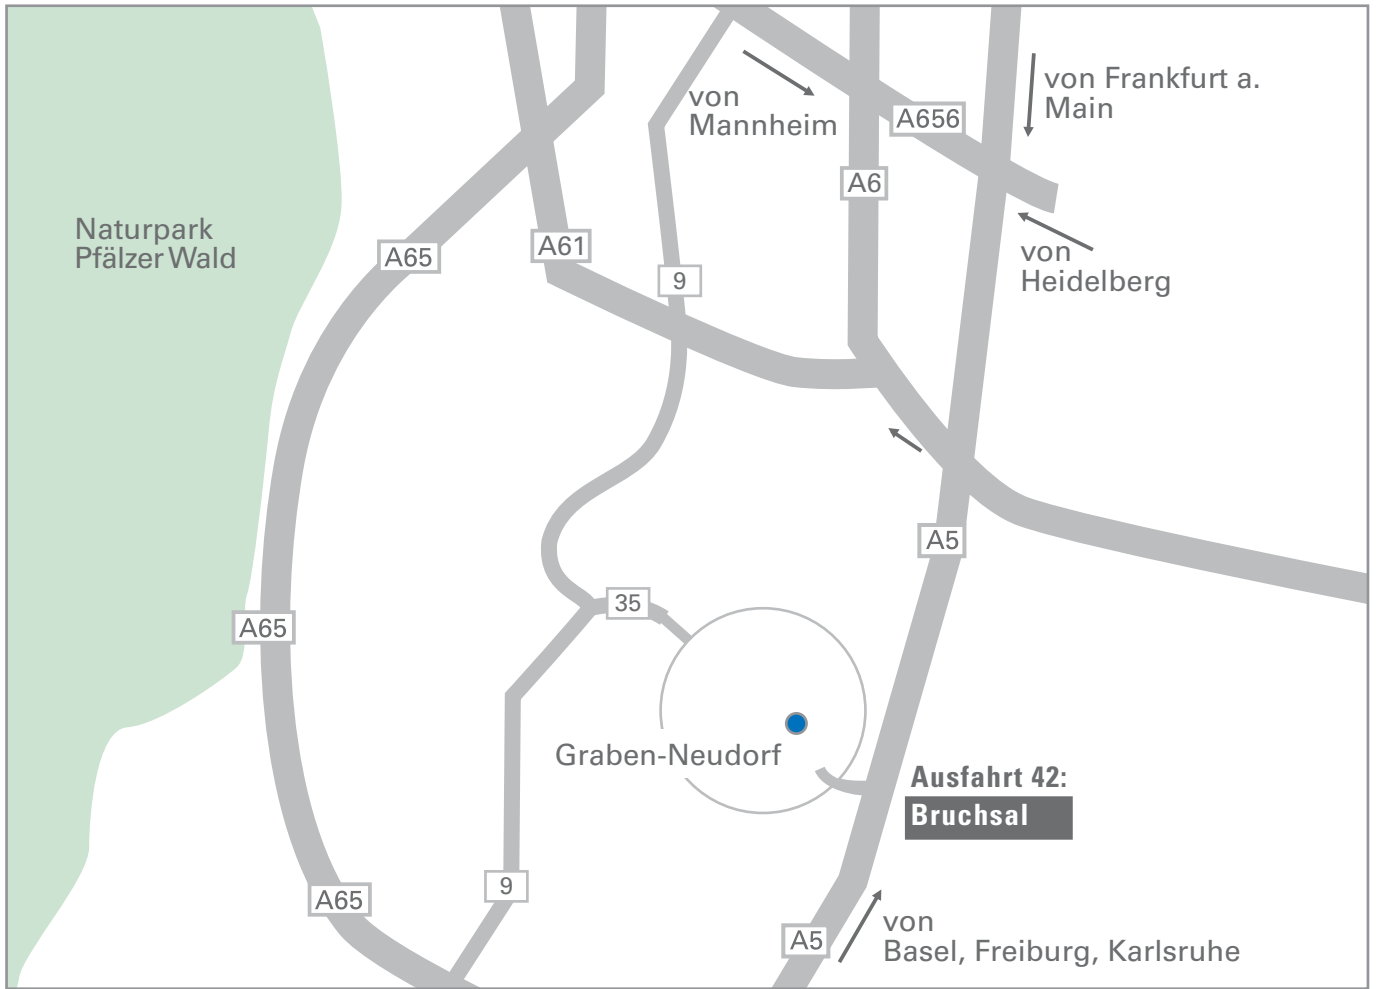 von Frankfurt a.
Main
von
Mannheim
A656
A6
Naturpark
Pfälzer Wald
A65
A61
9
von
Heidelberg
A5
35
A65
Graben-Neudorf
Ausfahrt 42:
Bruchsal
9
A65
A5
von
Basel, Freiburg, Karlsruhe